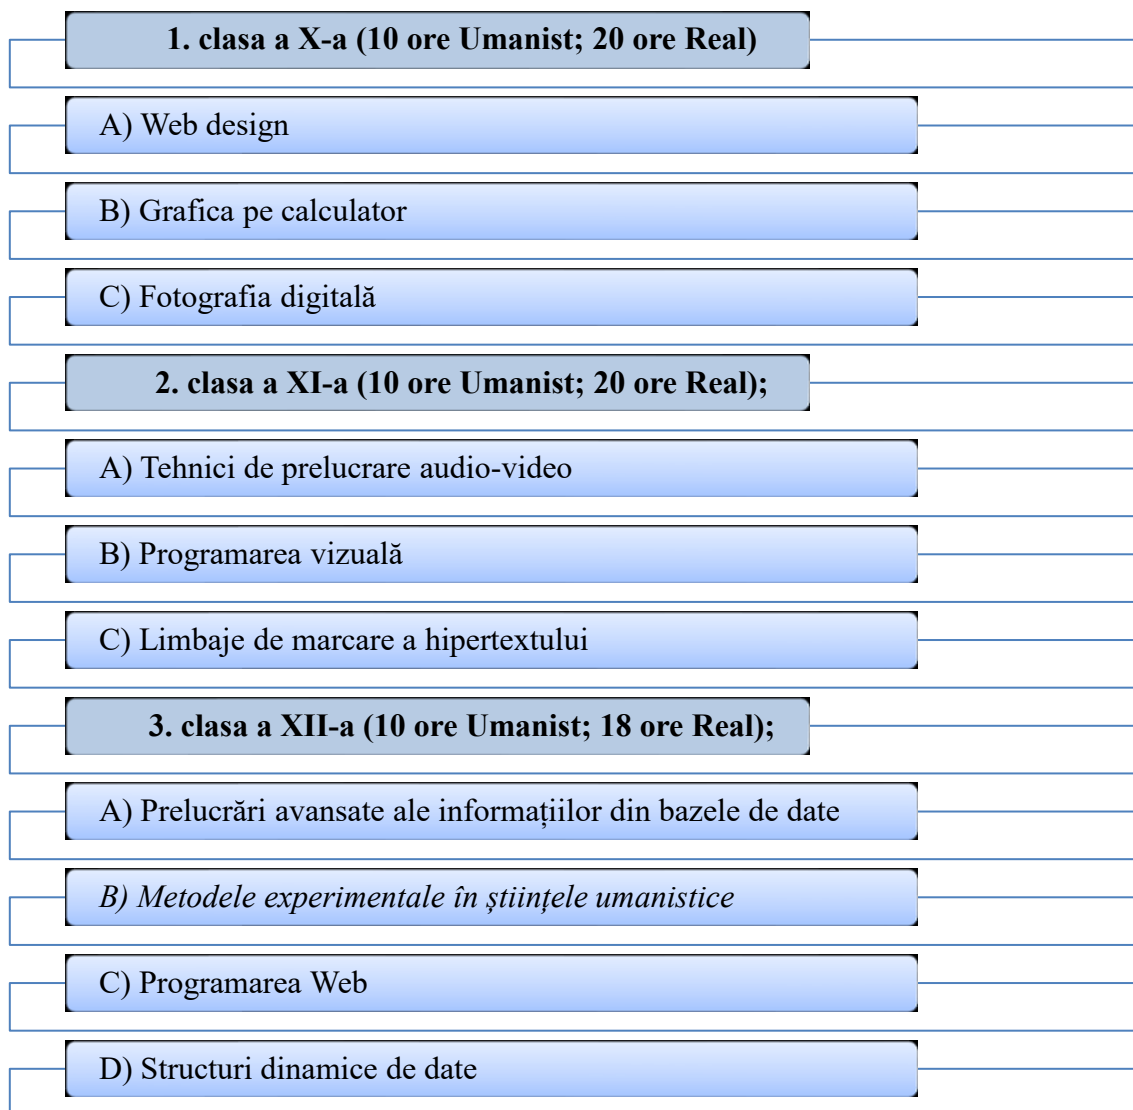 1. clasa a X-a (10 ore Umanist; 20 ore Real)
A) Web design
B) Grafica pe calculator
C) Fotografia digitală
2. clasa a XI-a (10 ore Umanist; 20 ore Real);
A) Tehnici de prelucrare audio-video
B) Programarea vizuală
C) Limbaje de marcare a hipertextului
3. clasa a XII-a (10 ore Umanist; 18 ore Real);
A) Prelucrări avansate ale informațiilor din bazele de date
B) Metodele experimentale în științele umanistice
C) Programarea Web
D) Structuri dinamice de date